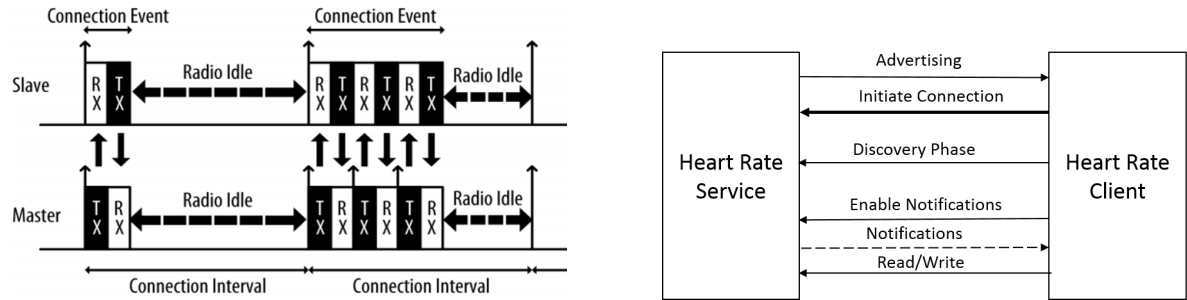 Connection Event
Connection Event
Slave
R X
T X
Radio Idle
R X
T X
R X
T X
R X
T X
Radio Idle
Master
T X
R X
Radio Idle
T X
R X
T X
R X
T X
R X
Radio Idle
Connection Interval
Connection Interval
Heart Rate
Service
Advertising
Initiate Connection
Discovery Phase
Enable Notifications
Notifications
Read/Write
Heart Rate
Client